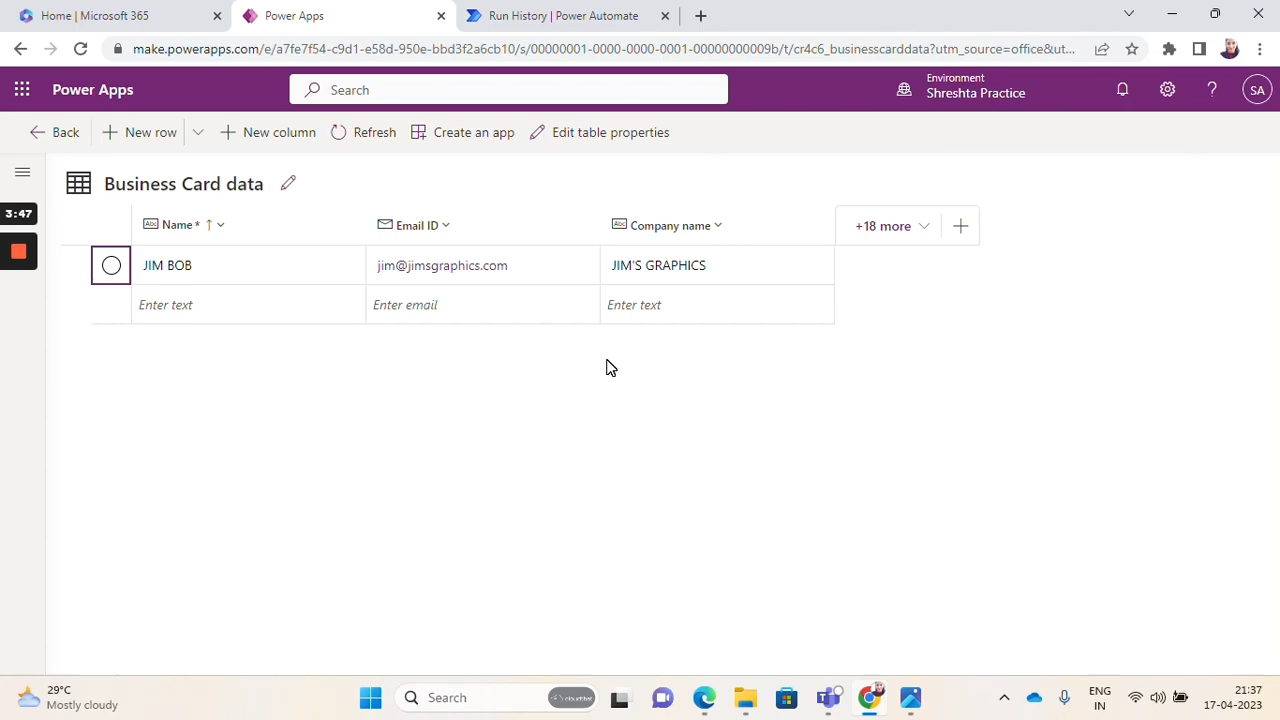 Home | Microsoft 365
Power Apps
Run History | Power Automate
make.powerapps.com/e/a7fe7f54-c9d1-e58d-950e-bbd3f2a6cb10/s/00000001-0000-0000-0001-00000000009b/t/cr4c6_businesscarddata?utm_source=office&ut...
Power Apps
Search
Environment
Shreshta Practice
SA
Back
New row
New column
Refresh
Create an app
Edit table properties
Business Card data
3:47
Abc Name* ↑
Email ID
Abc Company name
+18 more
JIM BOB
jim@jimsgraphics.com
JIM'S GRAPHICS
Enter text
Enter email
Enter text
29°C
Mostly cloudy
Search
ENG
IN
21:37
17-04-2023